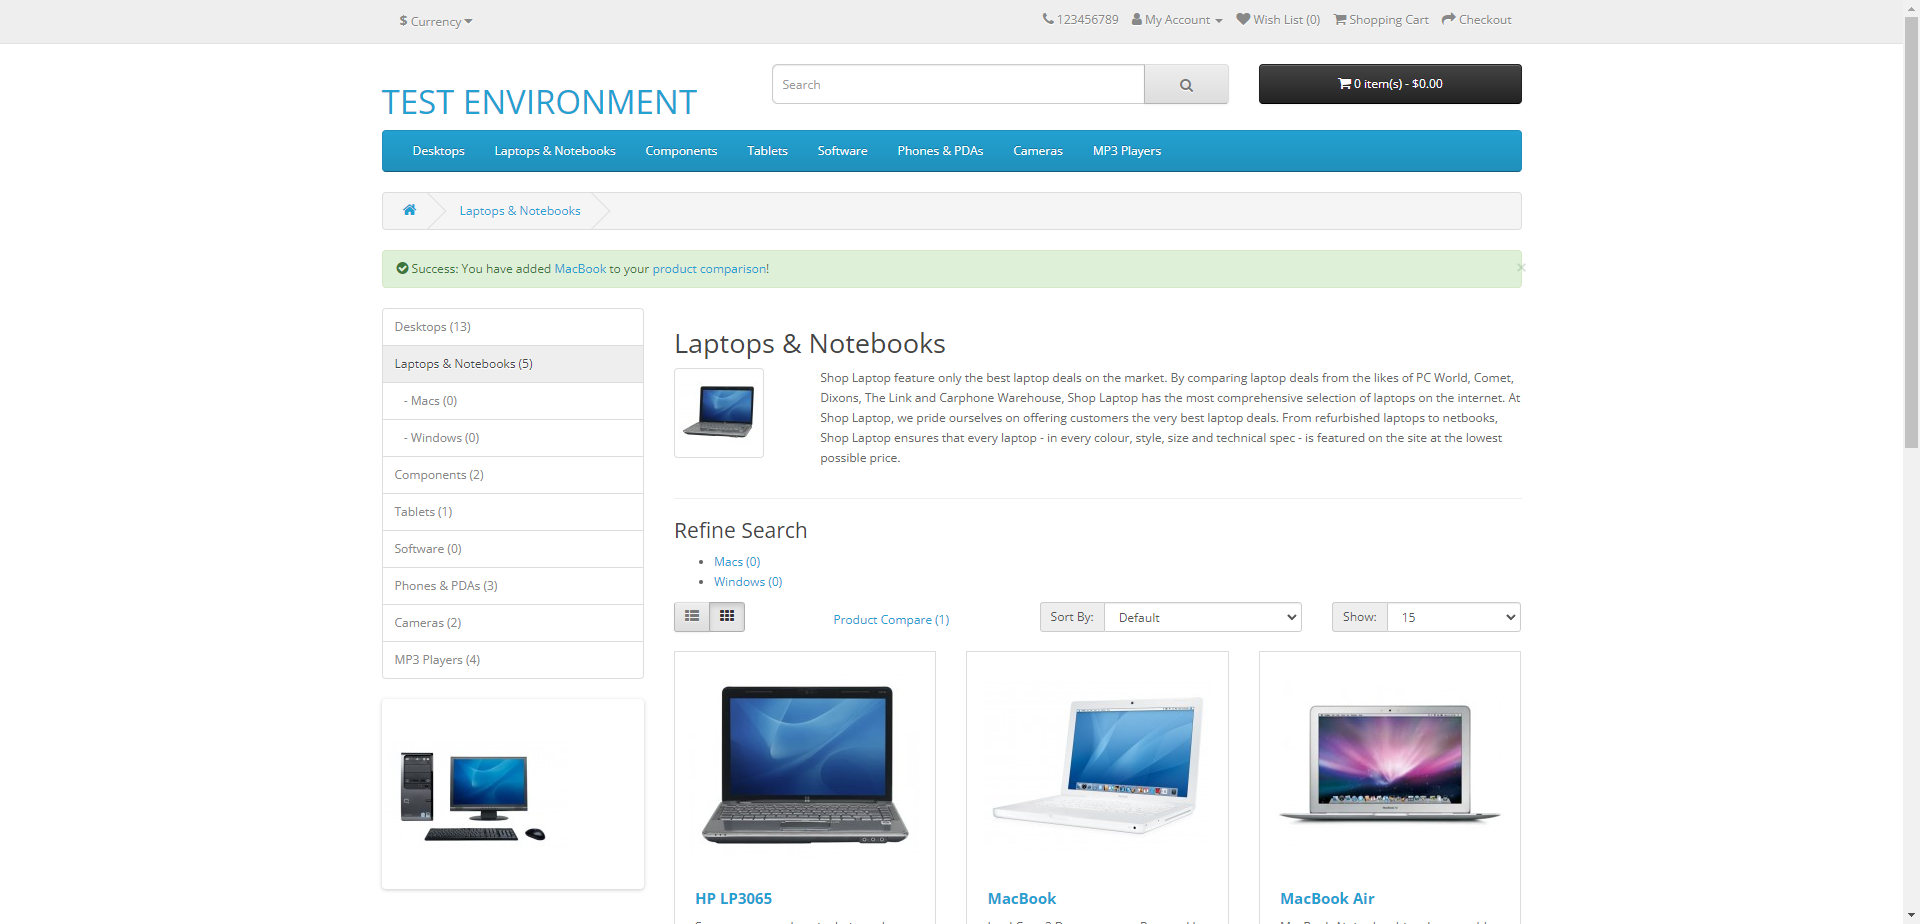 $ Currency
123456789 My Account Wish List (0) Shopping Cart Checkout
TEST ENVIRONMENT
Search
0 item(s) - $0.00
Desktops Laptops & Notebooks Components Tablets Software Phones & PDAs Cameras MP3 Players
Laptops & Notebooks
Success: You have added MacBook to your product comparison!
×
Desktops (13)
Laptops & Notebooks (5)
- Macs (0)
- Windows (0)
Components (2)
Tablets (1)
Software (0)
Phones & PDAs (3)
Cameras (2)
MP3 Players (4)
Laptops & Notebooks
Shop Laptop feature only the best laptop deals on the market. By comparing laptop deals from the likes of PC World, Comet,
Dixons, The Link and Carphone Warehouse, Shop Laptop has the most comprehensive selection of laptops on the internet. At
Shop Laptop, we pride ourselves on offering customers the very best laptop deals. From refurbished laptops to netbooks,
Shop Laptop ensures that every laptop - in every colour, style, size and technical spec - is featured on the site at the lowest
possible price.
Refine Search
Macs (0)
Windows (0)
Product Compare (1)
Sort By: Default
Show: 15
HP LP3065
MacBook
MacBook Air